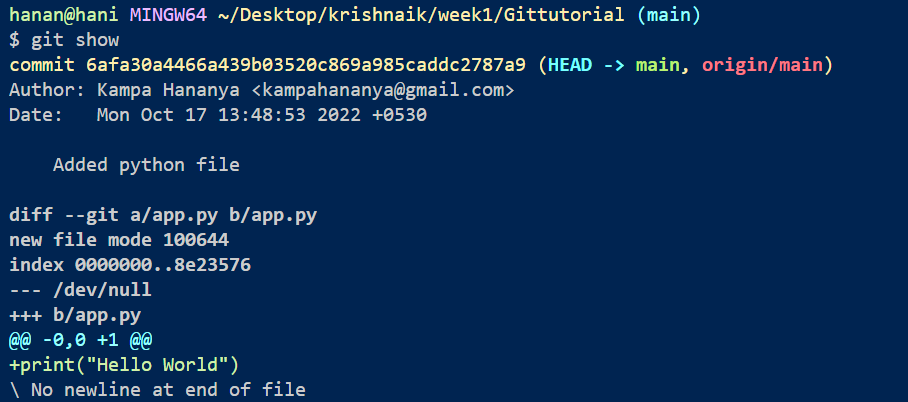 hanan@hani MINGW64 ~/Desktop/krishnaik/week1/Gittutorial (main)
$ git show
commit 6afa30a4466a439b03520c869a985caddc2787a9 (HEAD -> main, origin/main)
Author: Kampa Hananya <kampahananya@gmail.com>
Date:   Mon Oct 17 13:48:53 2022 +0530

    Added python file

diff --git a/app.py b/app.py
new file mode 100644
index 0000000..8e23576
--- /dev/null
+++ b/app.py
@@ -0,0 +1 @@
+print("Hello World")
\ No newline at end of file